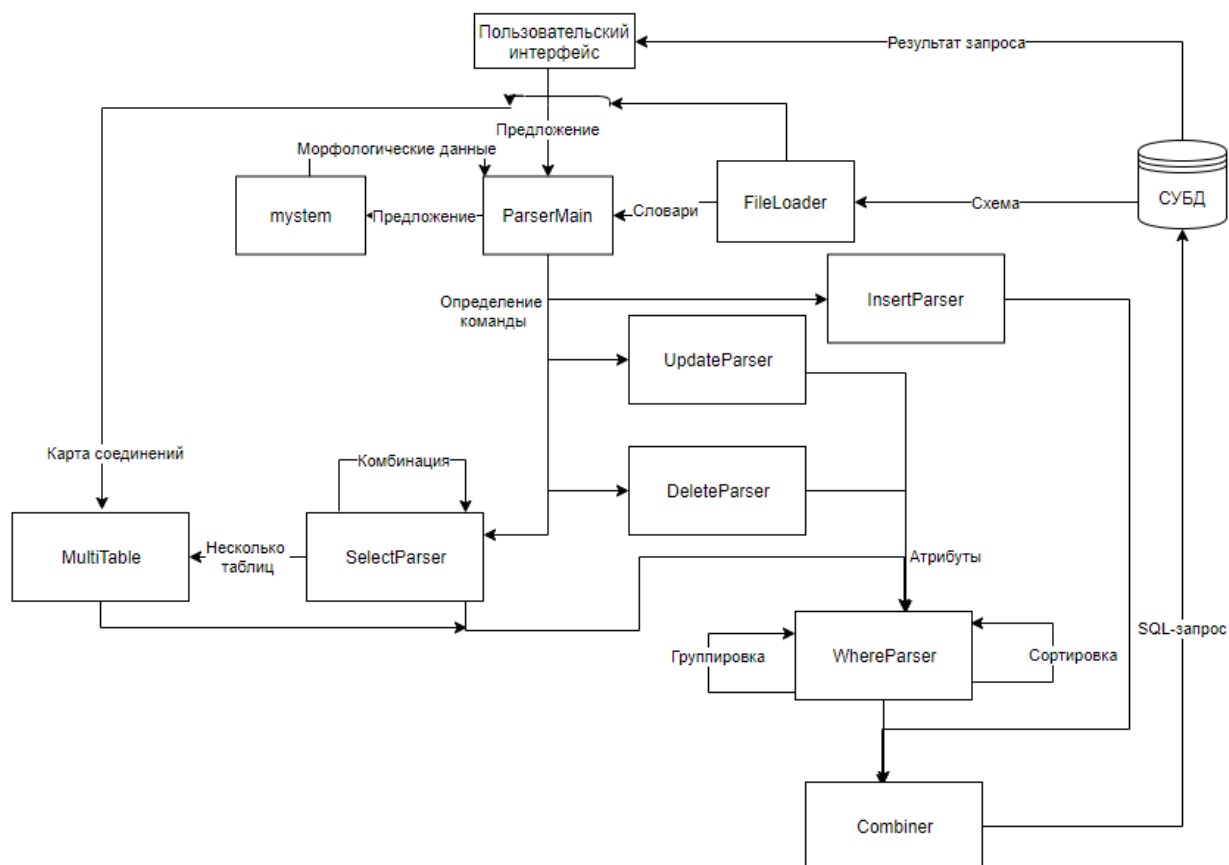 Пользовательский
интерфейс
Результат запроса
Предложение
Морфологические данные
mystem
Предложение
ParserMain
Словари
FileLoader
Схема
СУБД
Определение
команды
InsertParser
UpdateParser
Карта соединений
Комбинация
DeleteParser
MultiTable
Несколько
таблиц
SelectParser
Атрибуты
SQL-запрос
Группировка
WhereParser
Сортировка
Combiner